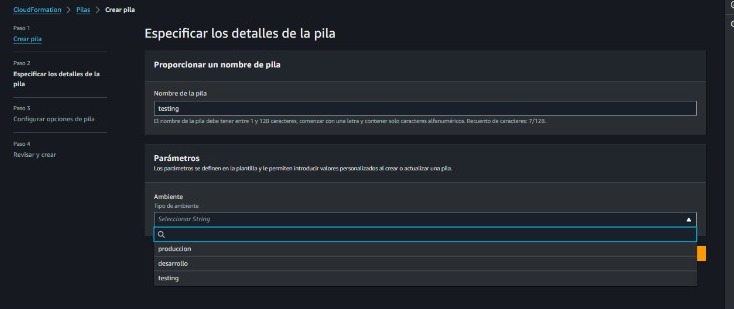 CloudFormation > Pilas > Crear pila
Paso 1
Crear pila
Paso 2
Especificar los detalles de la
pila
Paso 3
Configurar opciones de pila
Paso 4
Revisar y crear
Especificar los detalles de la pila
Proporcionar un nombre de pila
Nombre de la pila
testing
El nombre de la pila debe tener entre 1 y 128 caracteres, comenzar con una letra y contener solo caracteres alfanuméricos. Recuento de caracteres: 7/128.
Parámetros
Los parámetros se definen en la plantilla y le permiten introducir valores personalizados al crear o actualizar una pila.
Ambiente
Tipo de ambiente
Seleccionar String
produccion
desarrollo
testing